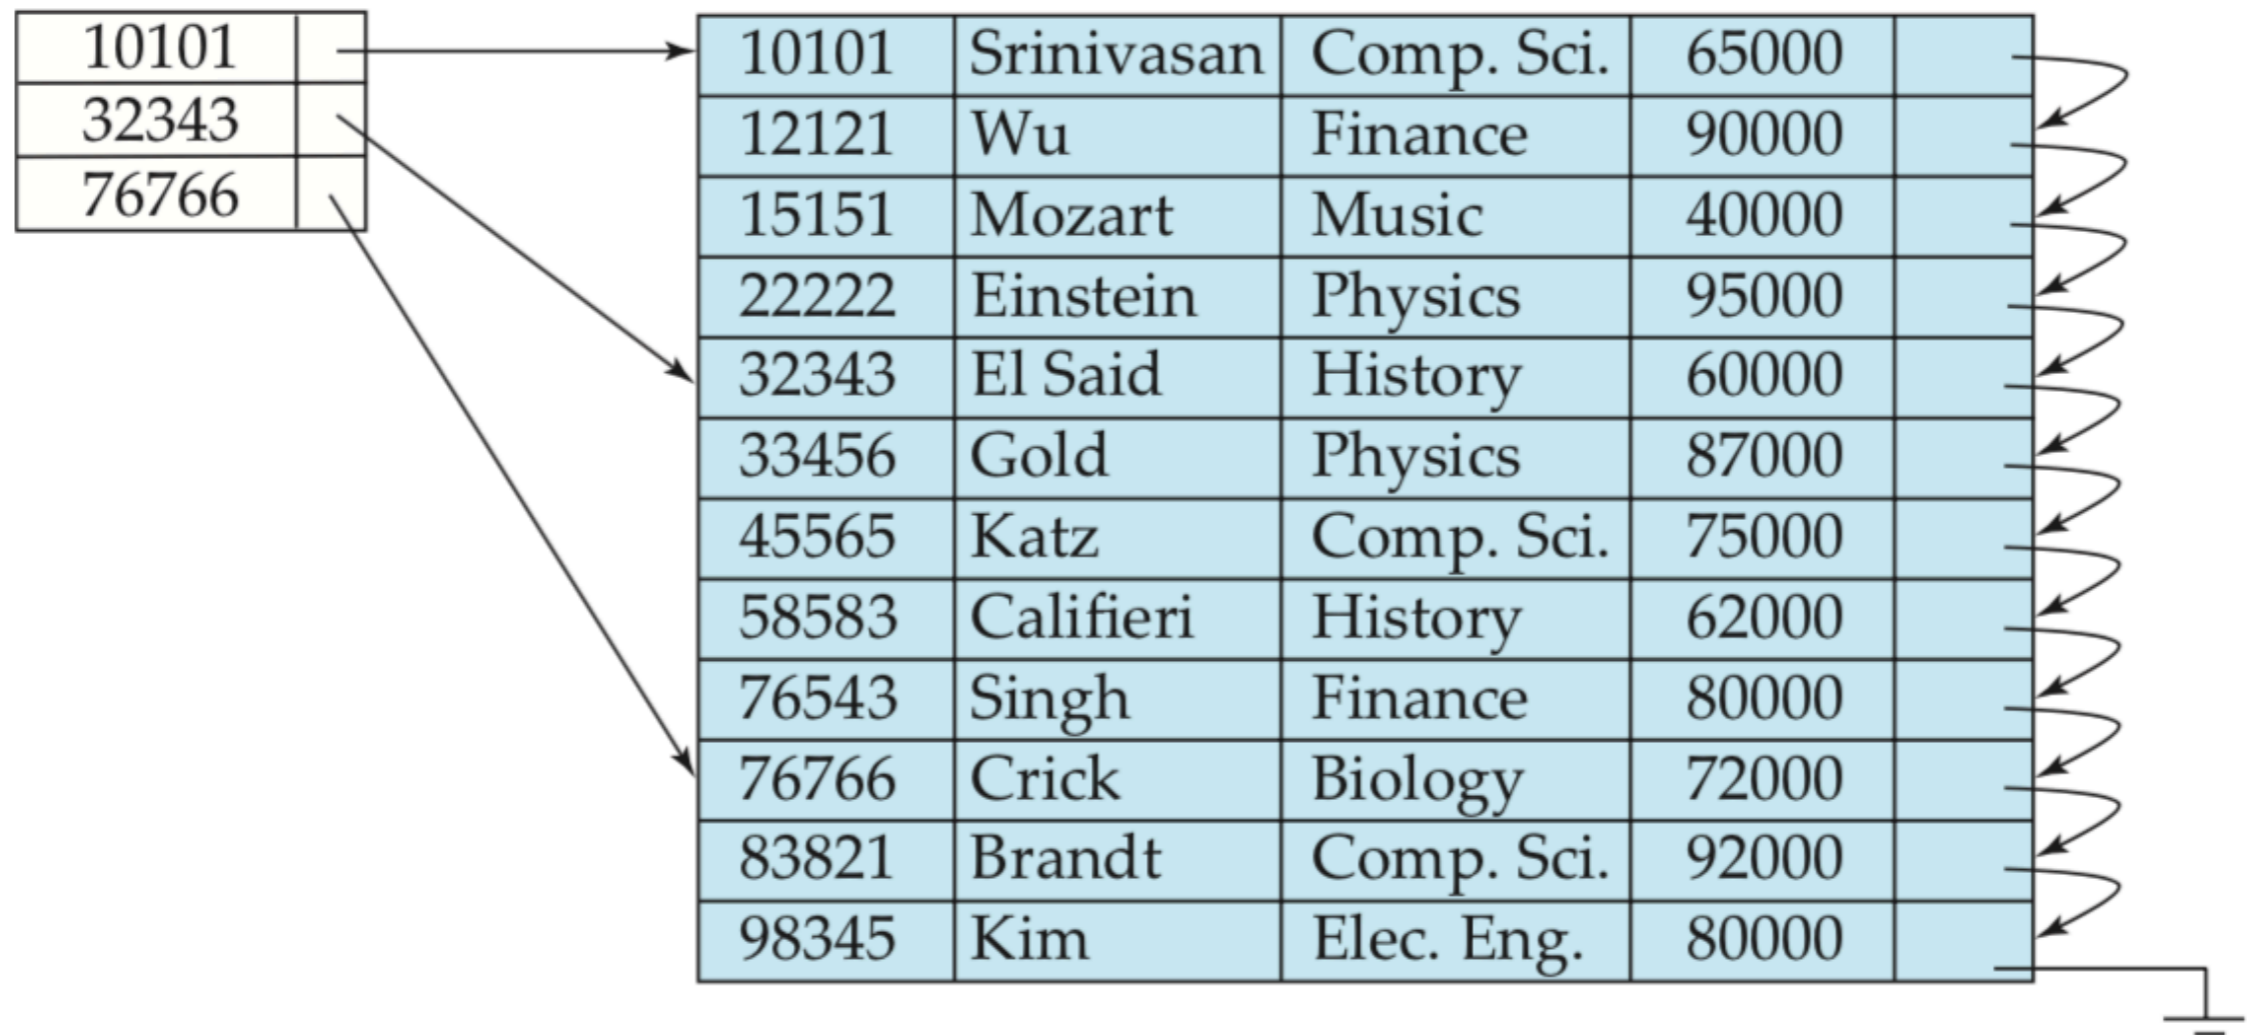 10101
32343
76766
10101 Srinivasan Comp. Sci. 65000
12121 Wu Finance 90000
15151 Mozart Music 40000
22222 Einstein Physics 95000
32343 El Said History 60000
33456 Gold Physics 87000
45565 Katz Comp. Sci. 75000
58583 Califieri History 62000
76543 Singh Finance 80000
76766 Crick Biology 72000
83821 Brandt Comp. Sci. 92000
98345 Kim Elec. Eng. 80000